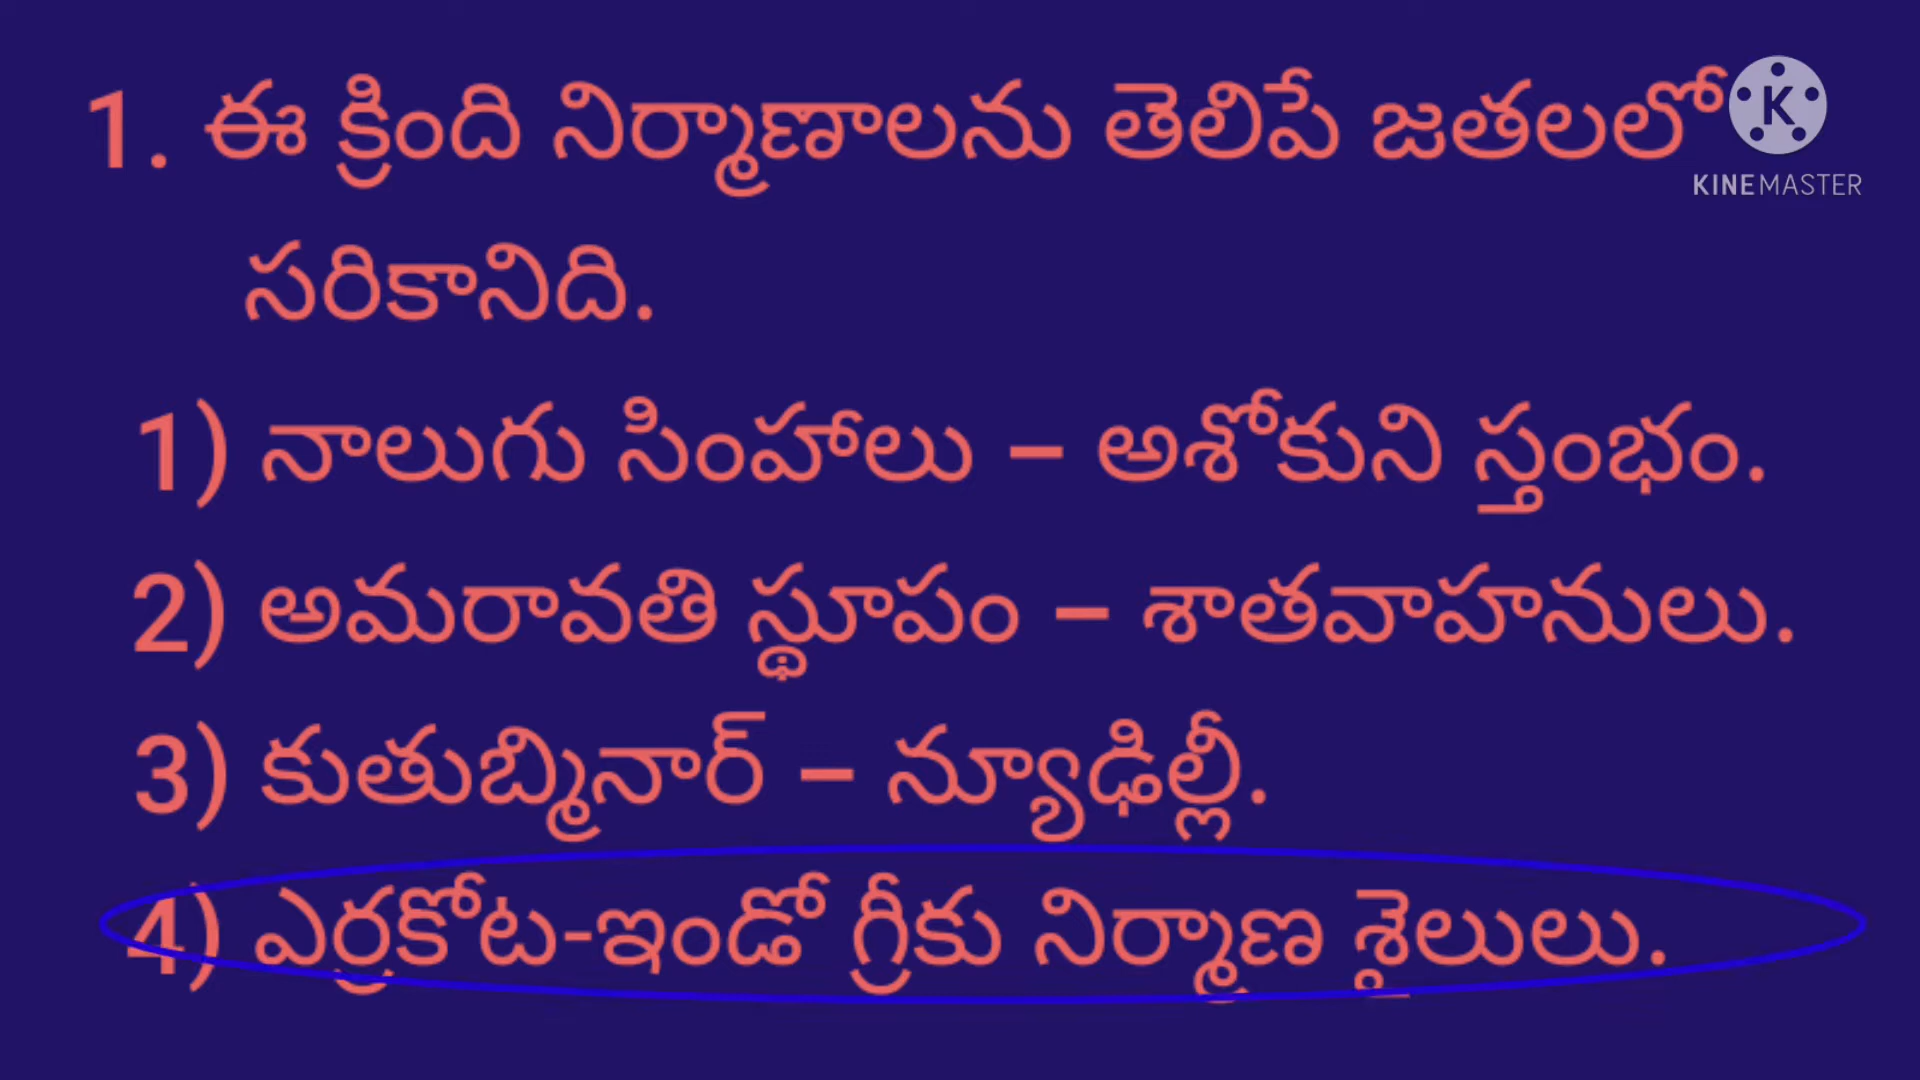 1. ఈ క్రింది నిర్మాణాలను తెలిపే జతలలో
KINEMASTER
సరికానిది.
1) నాలుగు సింహాలు – అశోకుని స్తంభం.
2) అమరావతి స్థూపం – శాతవాహనులు.
3) కుతుబ్మినార్ – న్యూఢిల్లీ.
4) ఎర్రకోట-ఇండో గ్రీకు నిర్మాణ శైలులు.